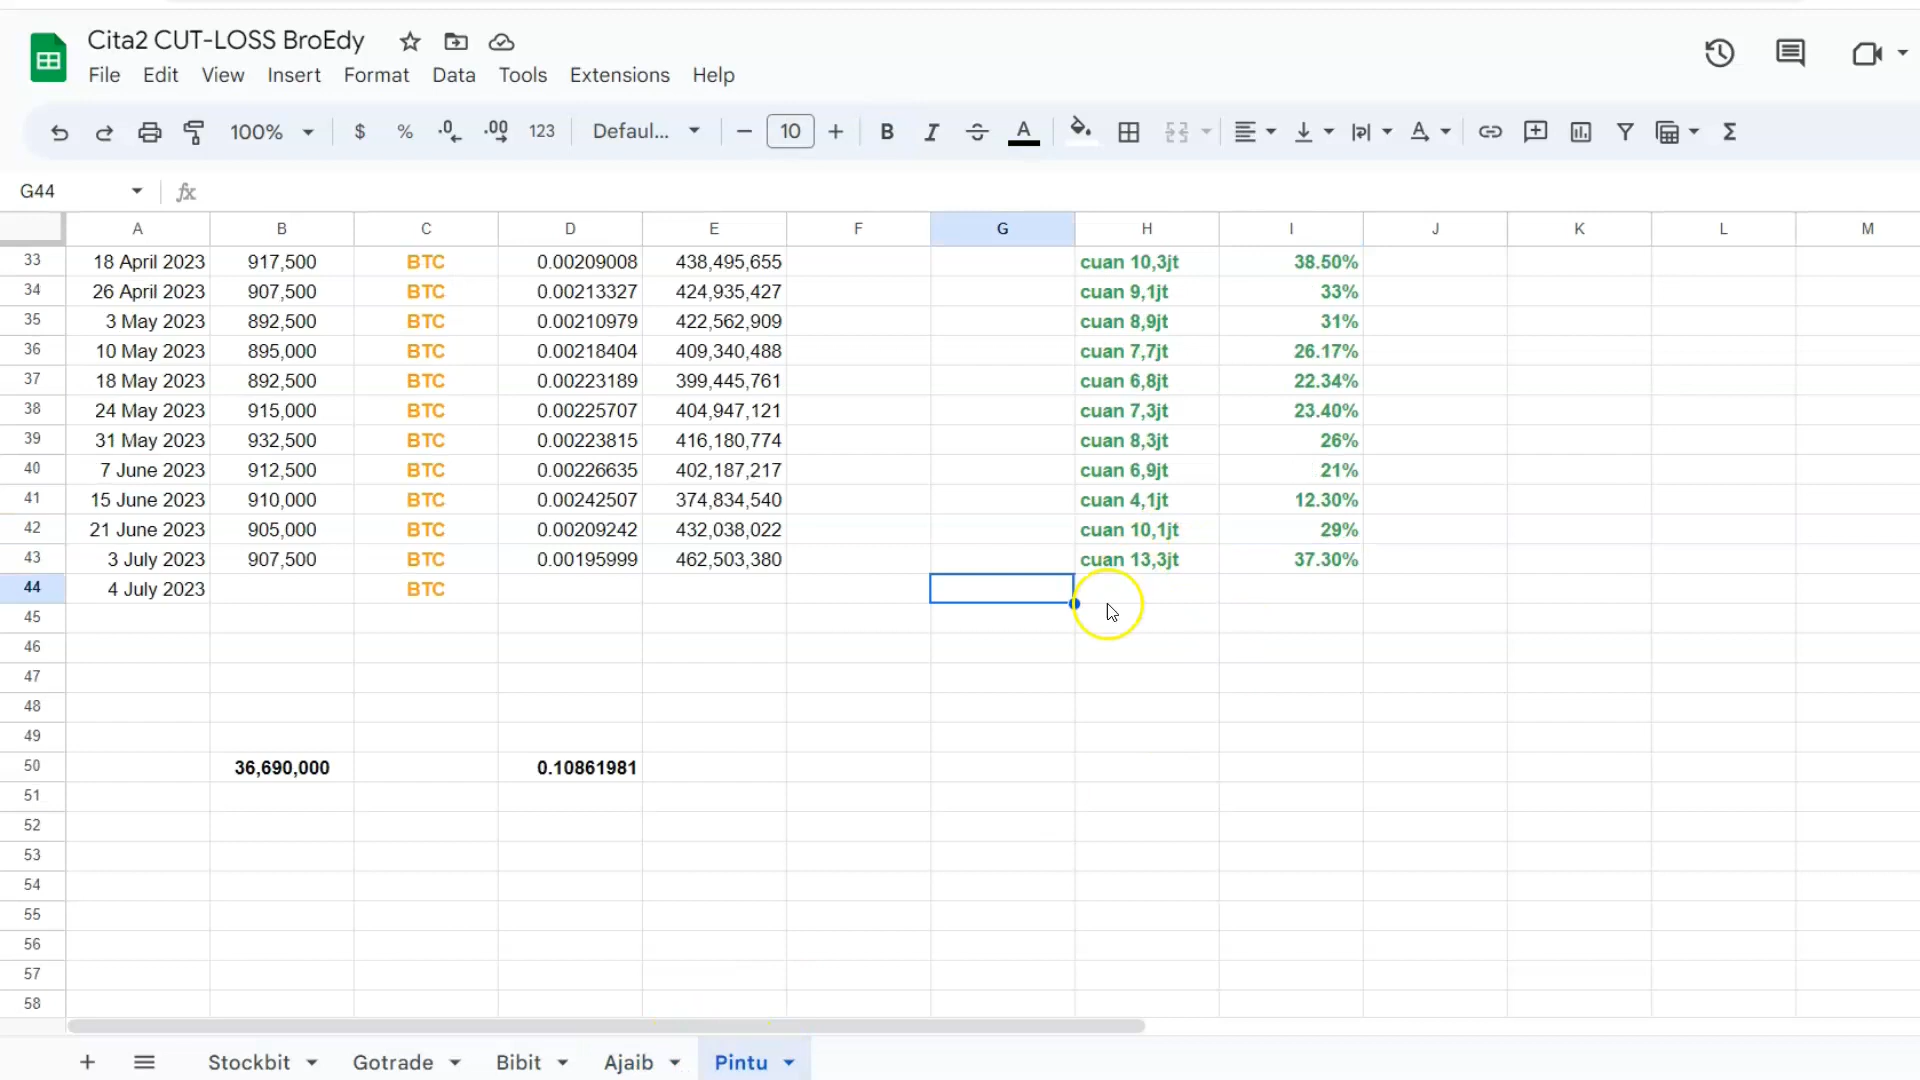 Cita2 CUT-LOSS BroEdy
File Edit View Insert Format Data Tools Extensions Help
100% $ % .0 .00 123 Defaul... 10 B I A
G44 fx
A B C D E F G H I J K L M
33 18 April 2023 917,500 BTC 0.00209008 438,495,655 cuan 10,3jt 38.50%
34 26 April 2023 907,500 BTC 0.00213327 424,935,427 cuan 9,1jt 33%
35 3 May 2023 892,500 BTC 0.00210979 422,562,909 cuan 8,9jt 31%
36 10 May 2023 895,000 BTC 0.00218404 409,340,488 cuan 7,7jt 26.17%
37 18 May 2023 892,500 BTC 0.00223189 399,445,761 cuan 6,8jt 22.34%
38 24 May 2023 915,000 BTC 0.00225707 404,947,121 cuan 7,3jt 23.40%
39 31 May 2023 932,500 BTC 0.00223815 416,180,774 cuan 8,3jt 26%
40 7 June 2023 912,500 BTC 0.00226635 402,187,217 cuan 6,9jt 21%
41 15 June 2023 910,000 BTC 0.00242507 374,834,540 cuan 4,1jt 12.30%
42 21 June 2023 905,000 BTC 0.00209242 432,038,022 cuan 10,1jt 29%
43 3 July 2023 907,500 BTC 0.00195999 462,503,380 cuan 13,3jt 37.30%
44 4 July 2023 BTC
45
46
47
48
49
50 36,690,000 0.10861981
51
52
53
54
55
56
57
58
Stockbit Gotrade Bibit Ajaib Pintu